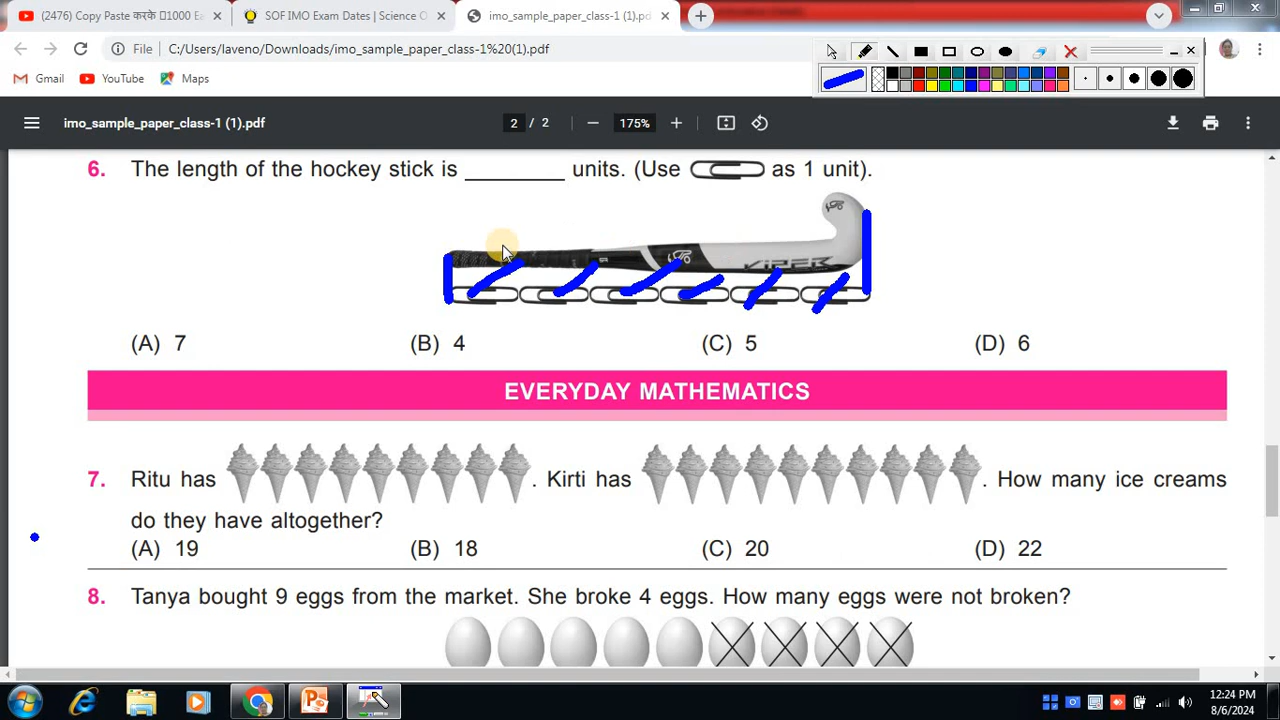 (2476) Copy Paste करके ₹1000 Ea
SOF IMO Exam Dates | Science O
imo_sample_paper_class-1 (1).pd
File
C:/Users/laveno/Downloads/imo_sample_paper_class-1%20(1).pdf
Gmail
YouTube
Maps
imo_sample_paper_class-1 (1).pdf
2 / 2
175%
6. The length of the hockey stick is ________ units. (Use as 1 unit).
VIPER
(A) 7 (B) 4 (C) 5 (D) 6
EVERYDAY MATHEMATICS
7. Ritu has . Kirti has . How many ice creams
do they have altogether?
(A) 19 (B) 18 (C) 20 (D) 22
8. Tanya bought 9 eggs from the market. She broke 4 eggs. How many eggs were not broken?
12:24 PM
8/6/2024